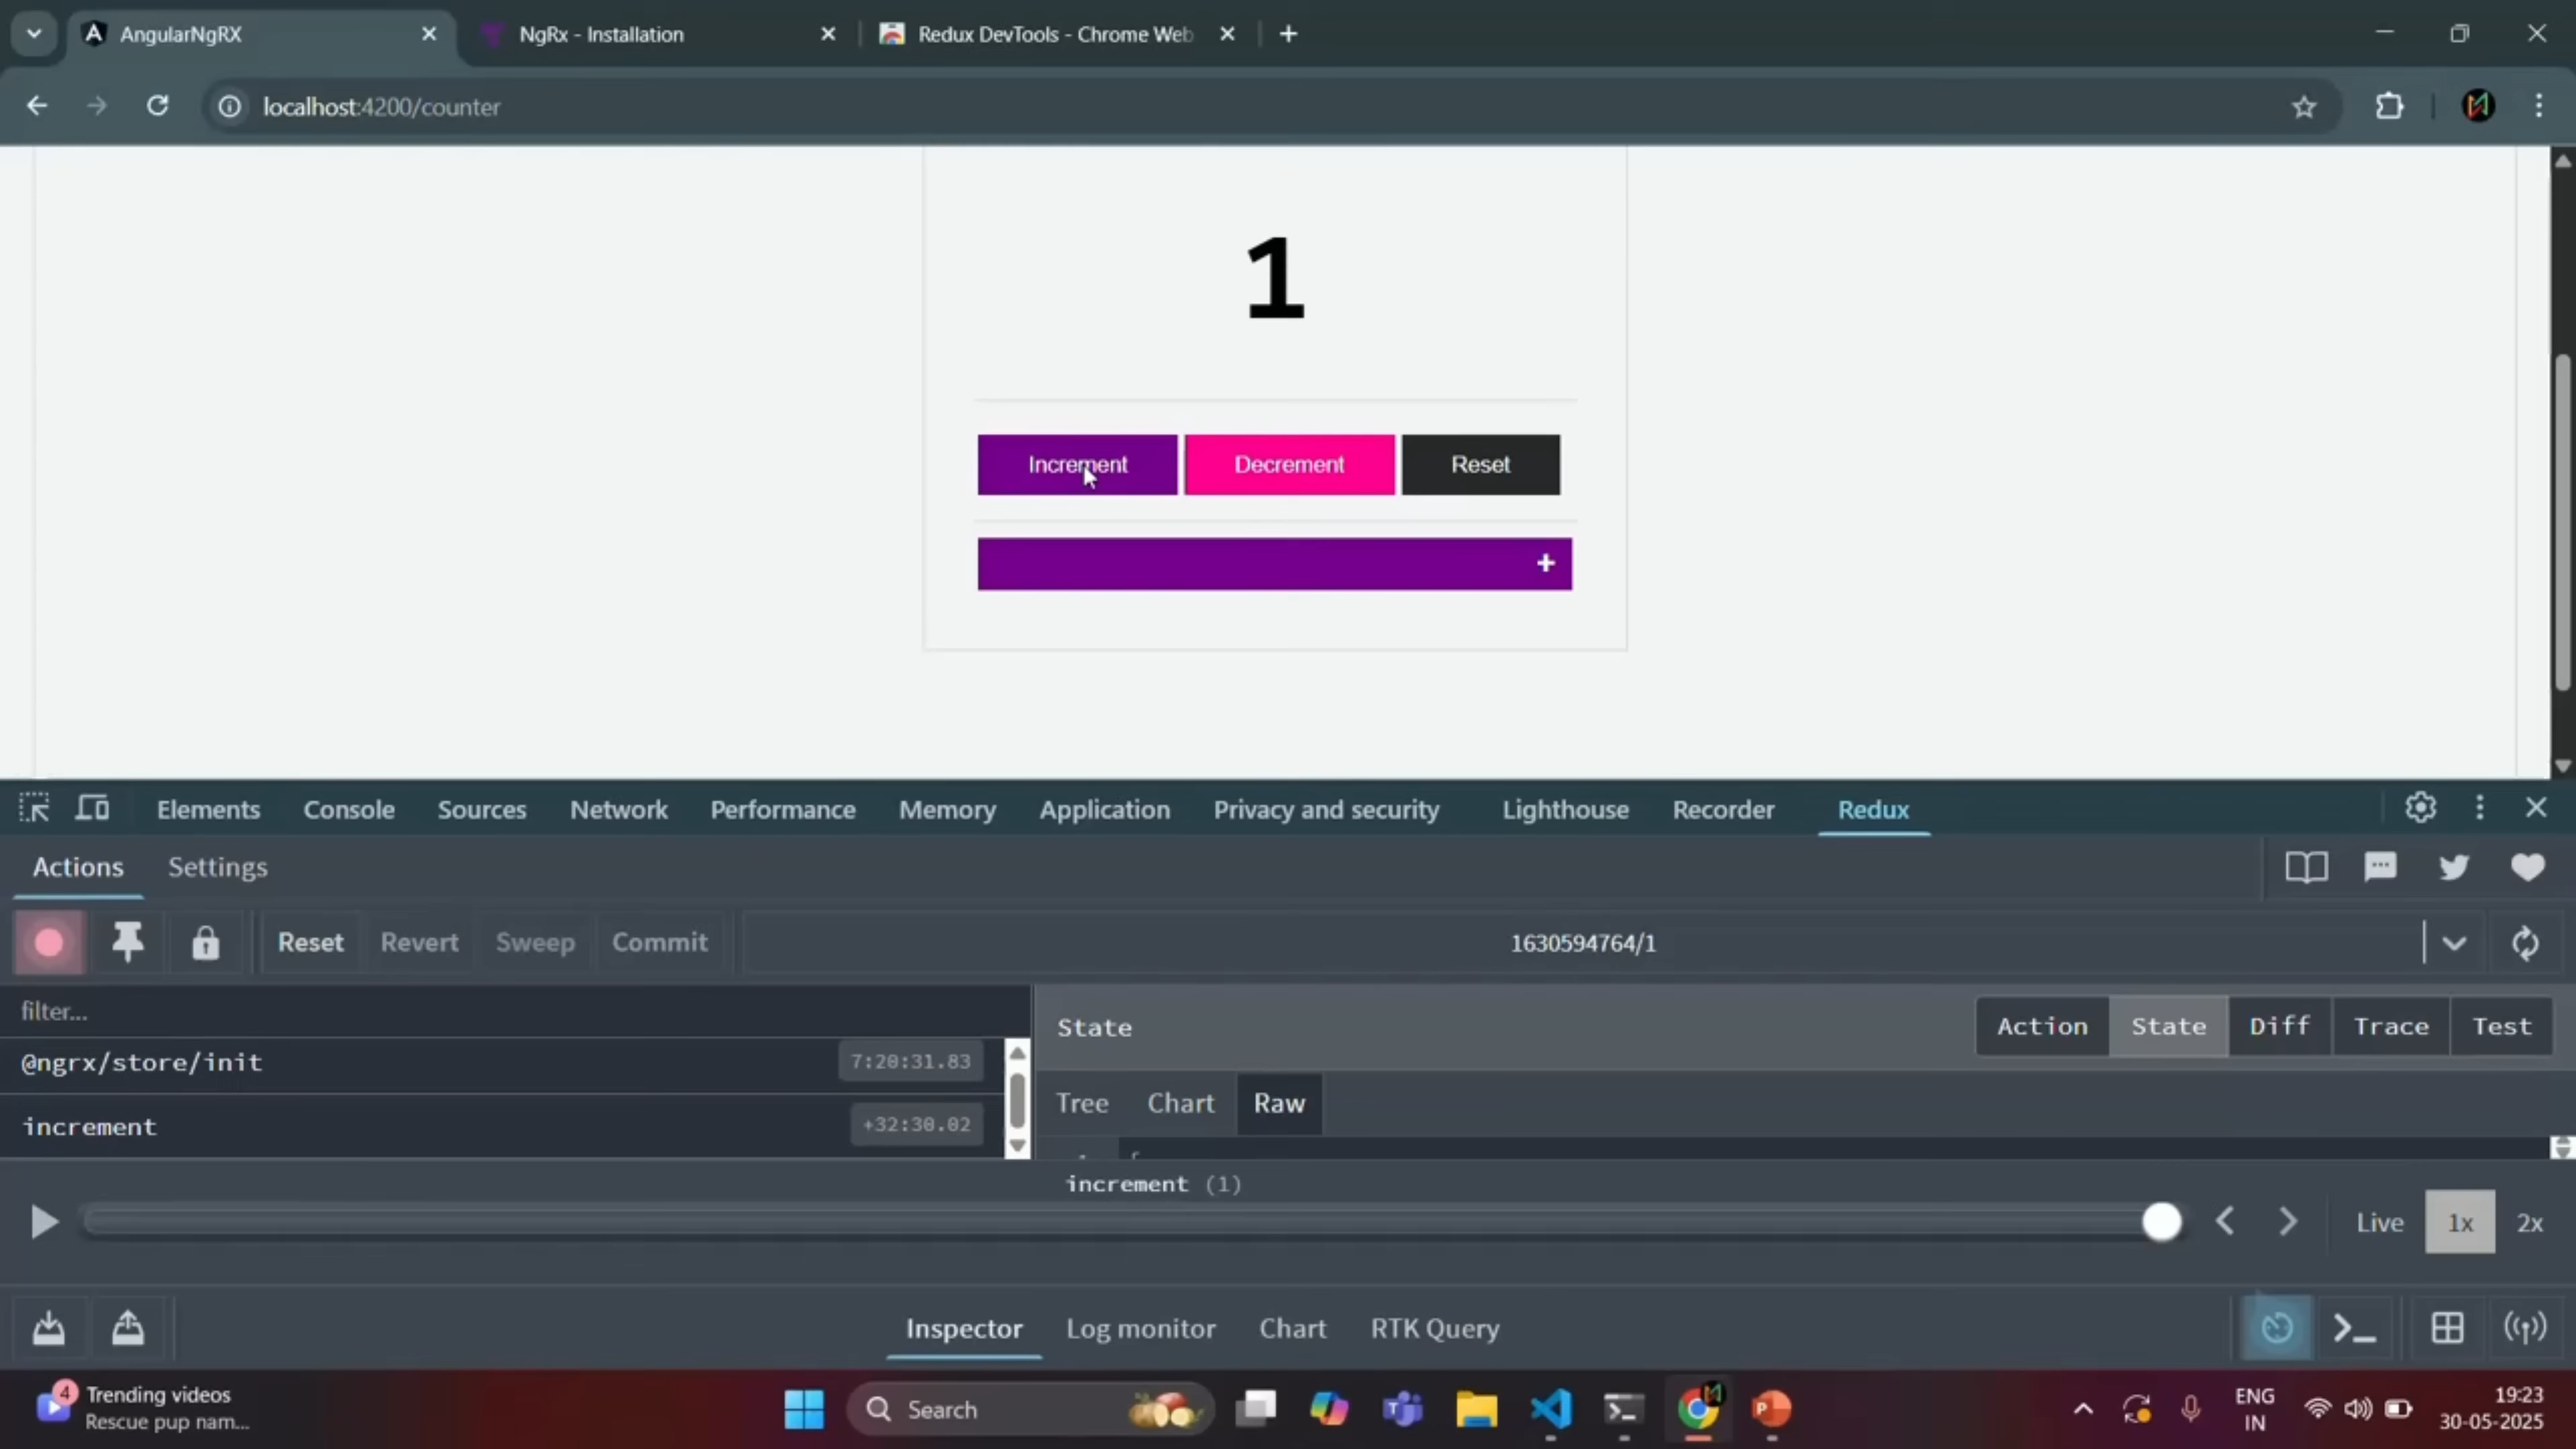 AngularNgRX
NgRx - Installation
Redux DevTools - Chrome Web
localhost:4200/counter
1
Increment
Decrement
Reset
+
Elements
Console
Sources
Network
Performance
Memory
Application
Privacy and security
Lighthouse
Recorder
Redux
Actions
Settings
Reset
Revert
Sweep
Commit
1630594764/1
filter...
State
Action
State
Diff
Trace
Test
@ngrx/store/init
7:20:31.83
Tree
Chart
Raw
increment
+32:30.02
increment (1)
Live
1x
2x
Inspector
Log monitor
Chart
RTK Query
4
Trending videos
Rescue pup nam...
Search
ENG
IN
19:23
30-05-2025